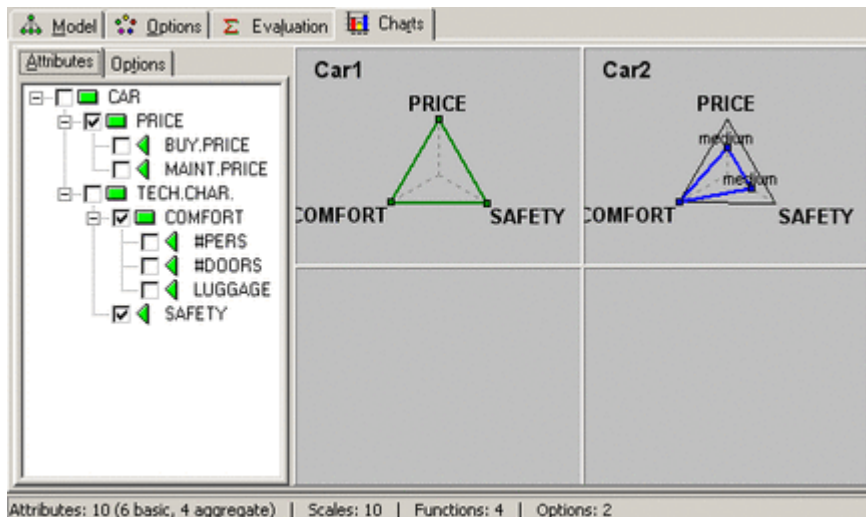 Model Options Σ Evaluation Charts
Attributes Options
CAR
PRICE
BUY.PRICE
MAINT.PRICE
TECH.CHAR.
COMFORT
#PERS
#DOORS
LUGGAGE
SAFETY
Car1
PRICE
COMFORT SAFETY
Car2
PRICE
medium
medium
COMFORT SAFETY
Attributes: 10 (6 basic, 4 aggregate) | Scales: 10 | Functions: 4 | Options: 2